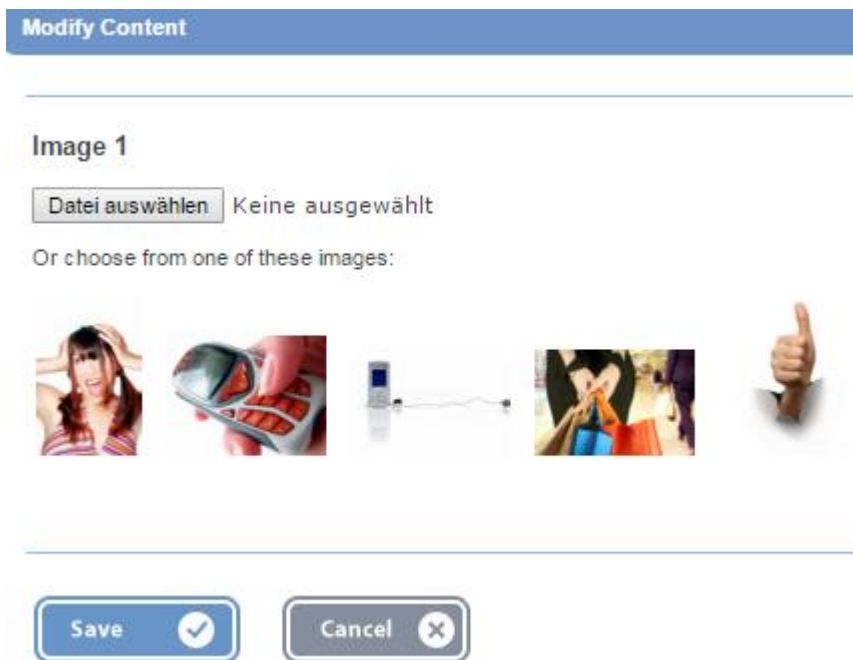 Modify Content
Image 1
Datei auswählen Keine ausgewählt
Or choose from one of these images:
Save
Cancel